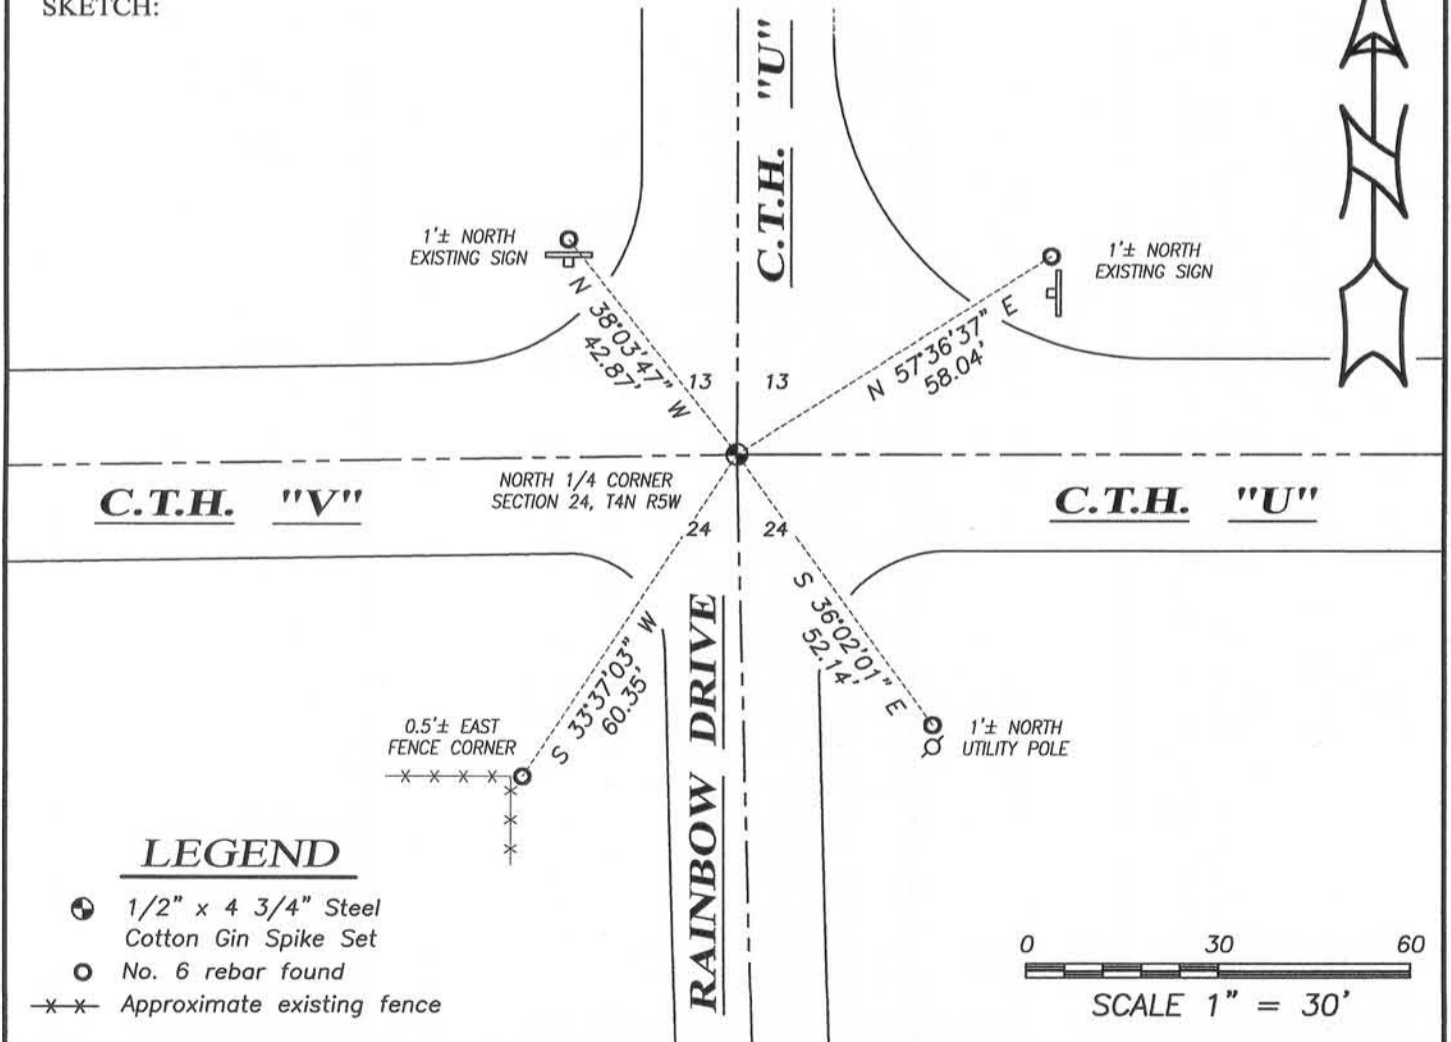 SKETCH:
C.T.H. "U"
N
1'± NORTH
EXISTING SIGN
1'± NORTH
EXISTING SIGN
N 38°03'47" W
42.87'
N 57°36'37" E
58.04'
13
13
NORTH 1/4 CORNER
SECTION 24, T4N R5W
C.T.H. "V"
C.T.H. "U"
24
24
S 33°37'03" W
60.35'
S 36°02'01" E
52.14'
RAINBOW DRIVE
0.5'± EAST
FENCE CORNER
1'± NORTH
UTILITY POLE
LEGEND
1/2" x 4 3/4" Steel
Cotton Gin Spike Set
No. 6 rebar found
Approximate existing fence
0 30 60
SCALE 1" = 30'